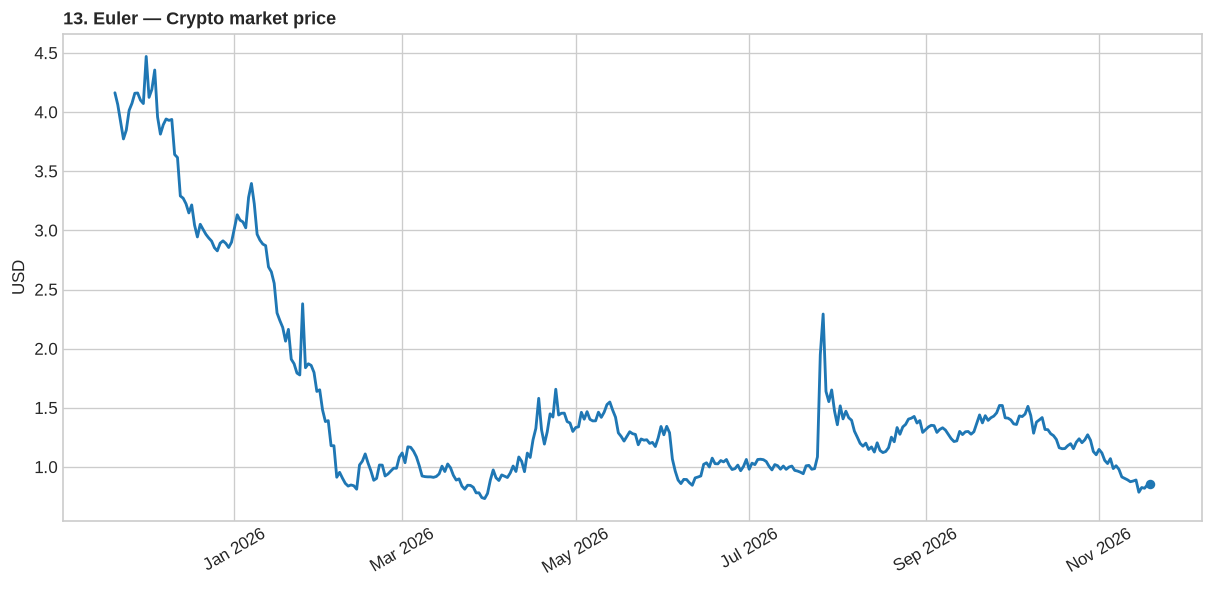 13. Euler — Crypto market price
USD
4.5
4.0
3.5
3.0
2.5
2.0
1.5
1.0
Jan 2026
Mar 2026
May 2026
Jul 2026
Sep 2026
Nov 2026